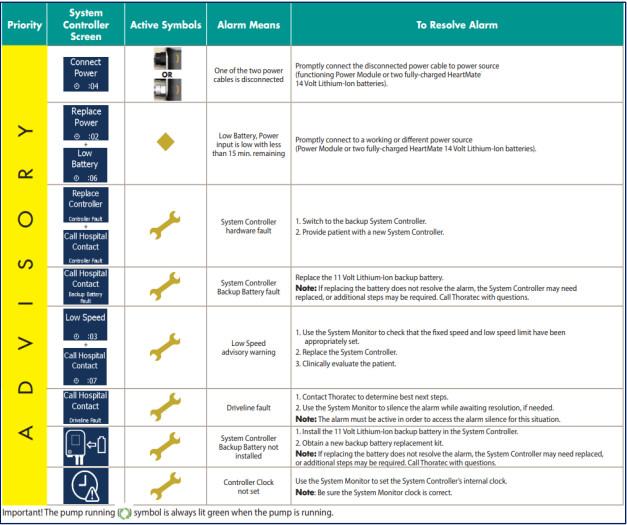 Priority
System
Controller
Screen
Active Symbols
Alarm Means
To Resolve Alarm
ADVISORY
Connect
Power
:04
OR
One of the two power
cables is disconnected
Promptly connect the disconnected power cable to power source
(functioning Power Module or two fully-charged HeartMate
14 Volt Lithium-Ion batteries).
Replace
Power
:02
+
Low
Battery
:06
Low Battery, Power
input is low with less
than 15 min. remaining
Promptly connect to a working or different power source
(Power Module or two fully-charged HeartMate 14 Volt Lithium-Ion batteries).
Replace
Controller
Controller Fault
+
Call Hospital
Contact
Controller Fault
System Controller
hardware fault
1. Switch to the backup System Controller.
2. Provide patient with a new System Controller.
Call Hospital
Contact
Backup Battery
Fault
System Controller
Backup Battery fault
Replace the 11 Volt Lithium-Ion backup battery.
Note: If replacing the battery does not resolve the alarm, the System Controller may need
replaced, or additional steps may be required. Call Thoratec with questions.
Low Speed
:03
+
Call Hospital
Contact
:07
Low Speed
advisory warning
1. Use the System Monitor to check that the fixed speed and low speed limit have been
appropriately set.
2. Replace the System Controller.
3. Clinically evaluate the patient.
Call Hospital
Contact
Driveline Fault
Driveline fault
1. Contact Thoratec to determine best next steps.
2. Use the System Monitor to silence the alarm while awaiting resolution, if needed.
Note: The alarm must be active in order to access the alarm silence for this situation.
System Controller
Backup Battery not
installed
1. Install the 11 Volt Lithium-Ion backup battery in the System Controller.
2. Obtain a new backup battery replacement kit.
Note: If replacing the battery does not resolve the alarm, the System Controller may need replaced,
or additional steps may be required. Call Thoratec with questions.
Controller Clock
not set
Use the System Monitor to set the System Controller's internal clock.
Note: Be sure the System Monitor clock is correct.
Important! The pump running ( ) symbol is always lit green when the pump is running.